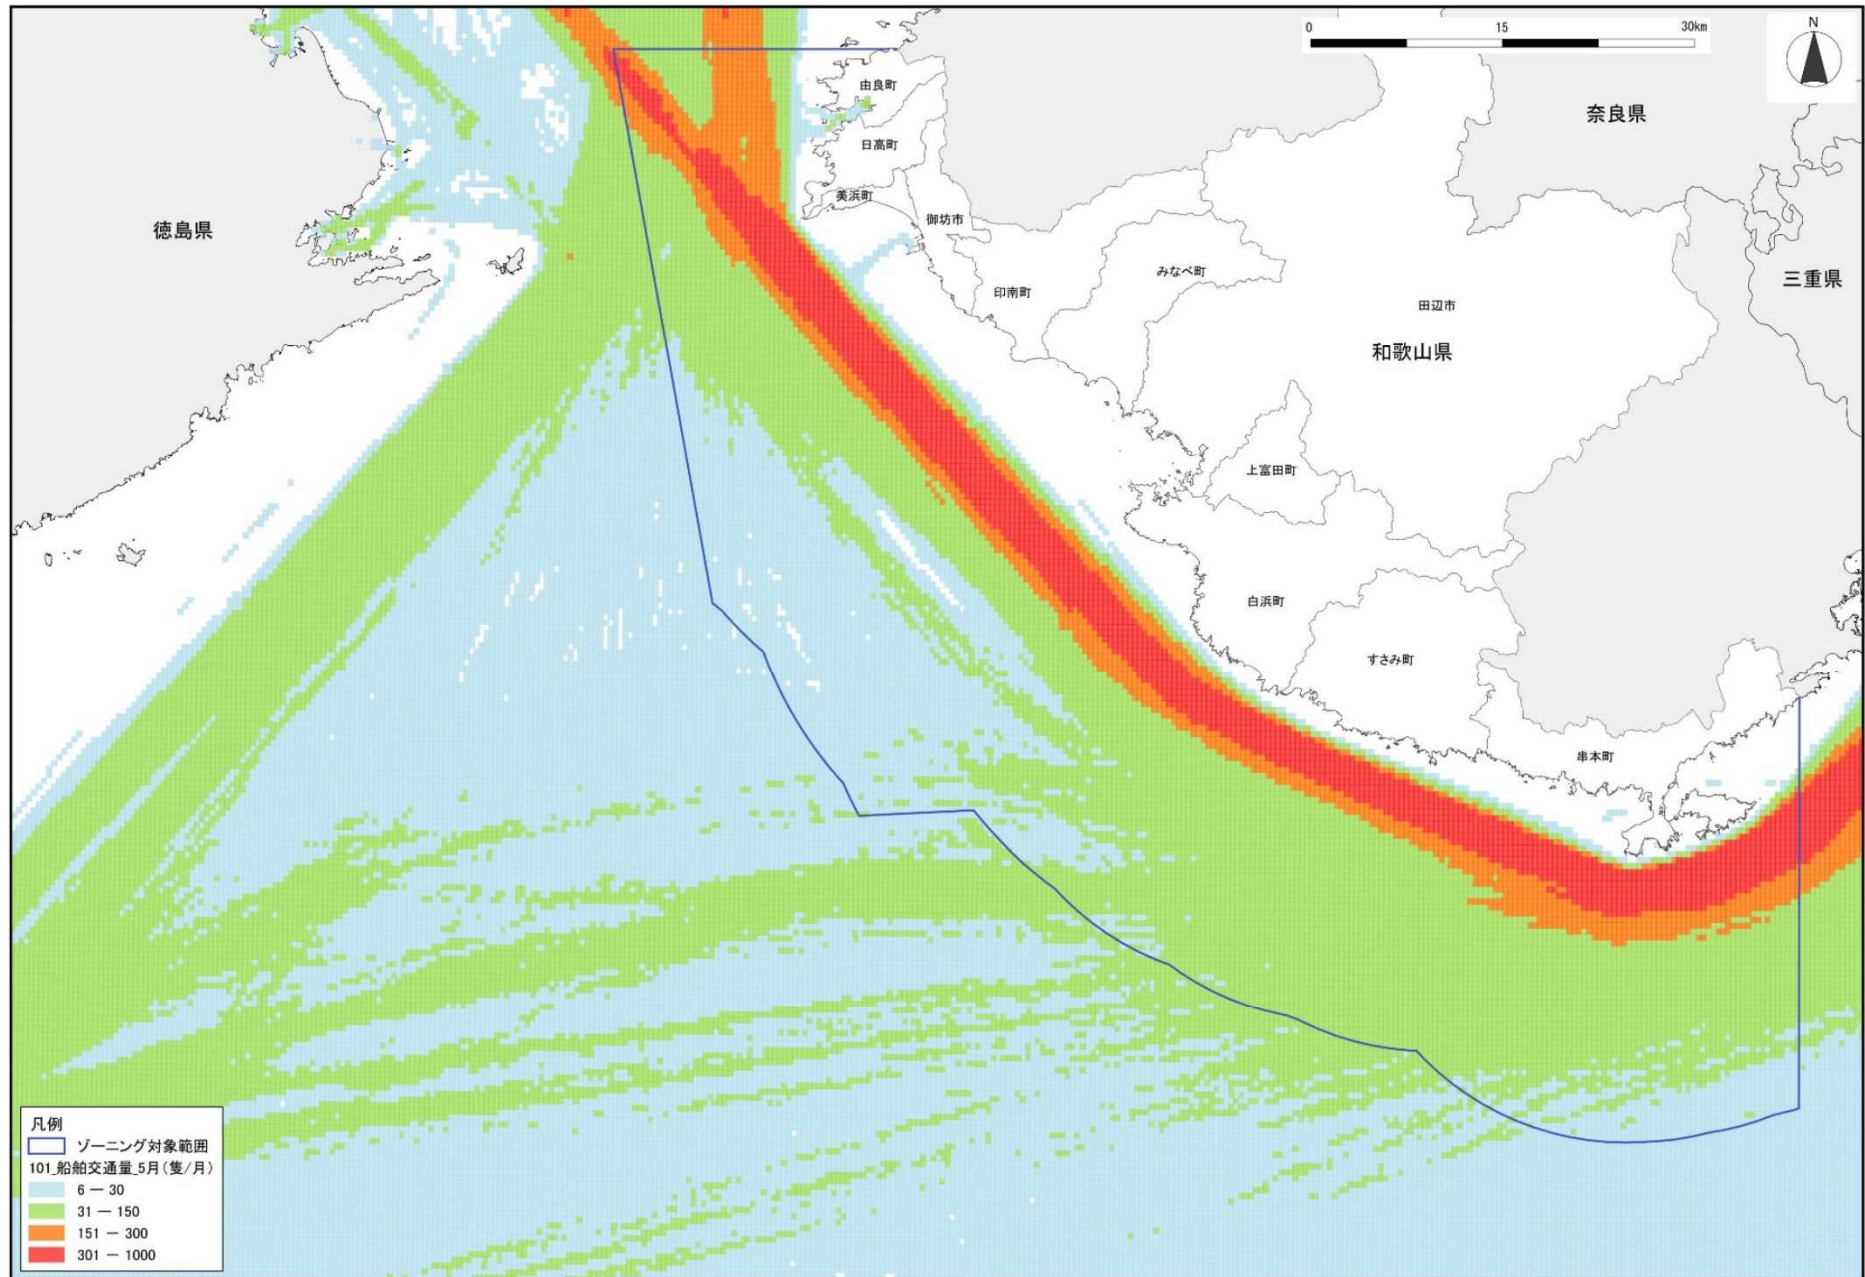 0 15 30km
N
由良町
奈良県
日高町
美浜町
御坊市
徳島県
みなべ町
三重県
印南町
田辺市
和歌山県
上富田町
白浜町
すさみ町
串本町
凡例
ゾーニング対象範囲
101_船舶交通量_5月(隻/月)
6 － 30
31 － 150
151 － 300
301 － 1000